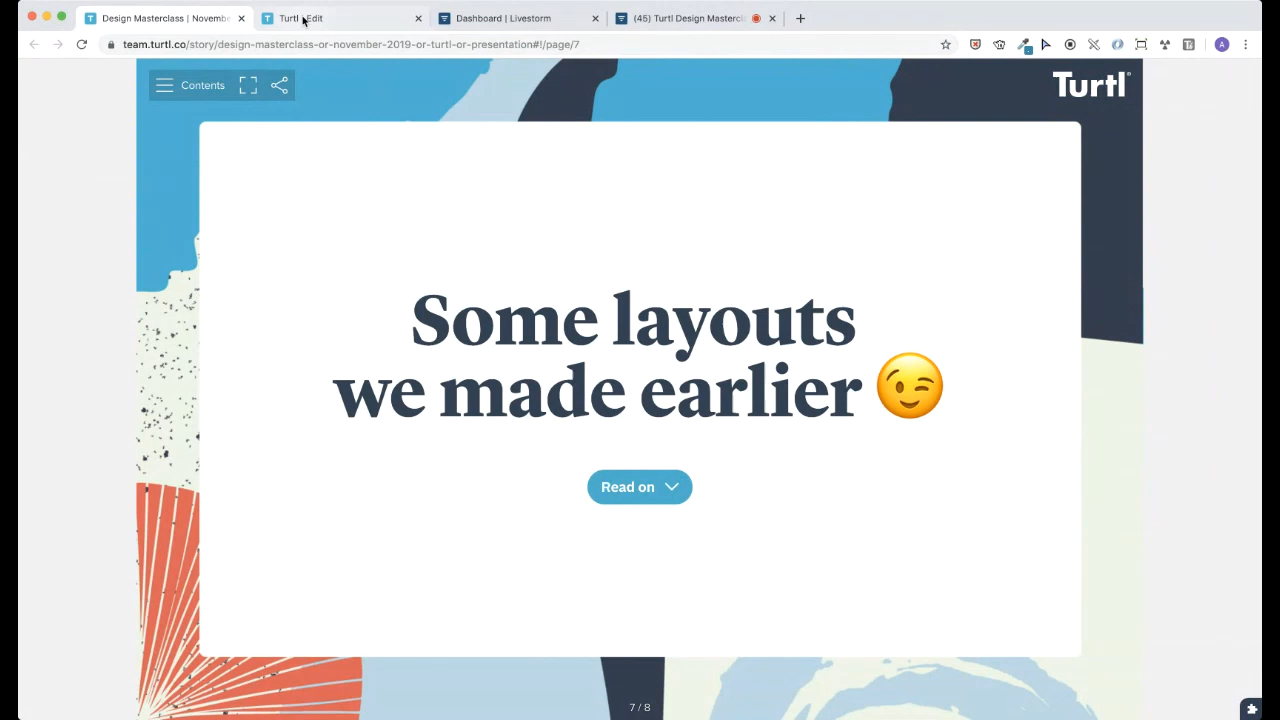 Design Masterclass | Novembe
Turtl | Edit
Dashboard | Livestorm
(45) Turtl Design Mastercl
team.turtl.co/story/design-masterclass-or-november-2019-or-turtl-or-presentation#!/page/7
A
Contents
Turtl
Some layouts
we made earlier 😉
Read on
7 / 8